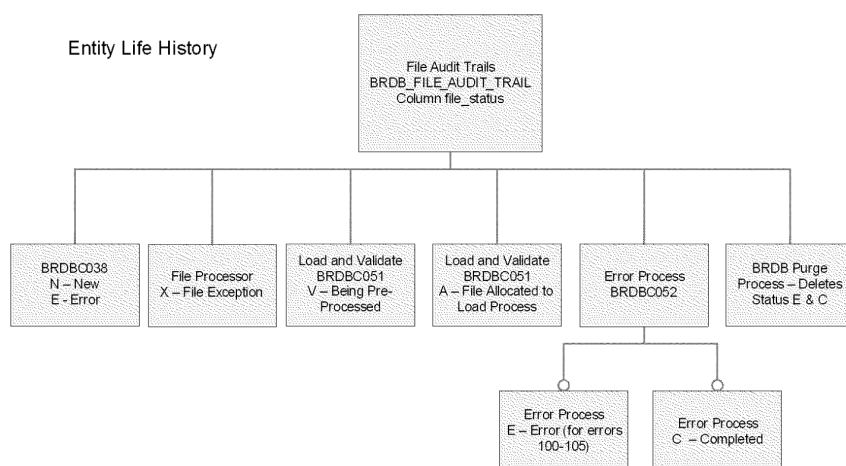 Entity Life History
File Audit Trails
BRDB_FILE_AUDIT_TRAIL
Column file_status
BRDBC038
N – New
E - Error
File Processor
X – File Exception
Load and Validate
BRDBC051
V – Being Pre-
Processed
Load and Validate
BRDBC051
A – File Allocated to
Load Process
Error Process
BRDBC052
BRDB Purge
Process – Deletes
Status E & C
Error Process
E – Error (for errors
100-105)
Error Process
C – Completed